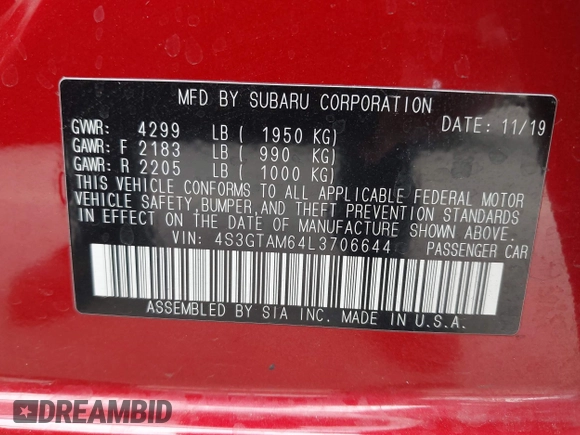 MFD BY SUBARU CORPORATION
DATE: 11/19
GVWR: 4299 LB ( 1950 KG)
GAWR: F 2183 LB ( 990 KG)
GAWR: R 2205 LB ( 1000 KG)
THIS VEHICLE CONFORMS TO ALL APPLICABLE FEDERAL MOTOR
VEHICLE SAFETY,BUMPER,AND THEFT PREVENTION STANDARDS
IN EFFECT ON THE DATE OF MANUFACTURE SHOWN ABOVE.
VIN: 4S3GTAM64L3706644 PASSENGER CAR
ASSEMBLED BY SIA INC. MADE IN U.S.A.
DREAMBID